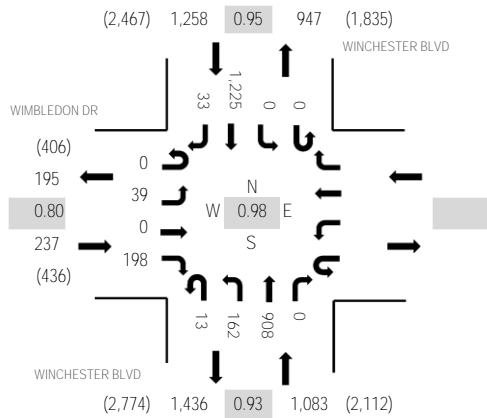 (2,467) 1,258 0.95 947 (1,835)
WINCHESTER BLVD
WIMBLEDON DR
33 1,225 0 0
(406)
195
0.80
237
(436)
0
39
0
198
N
W 0.98 E
S
13 162 908 0
WINCHESTER BLVD
(2,774) 1,436 0.93 1,083 (2,112)